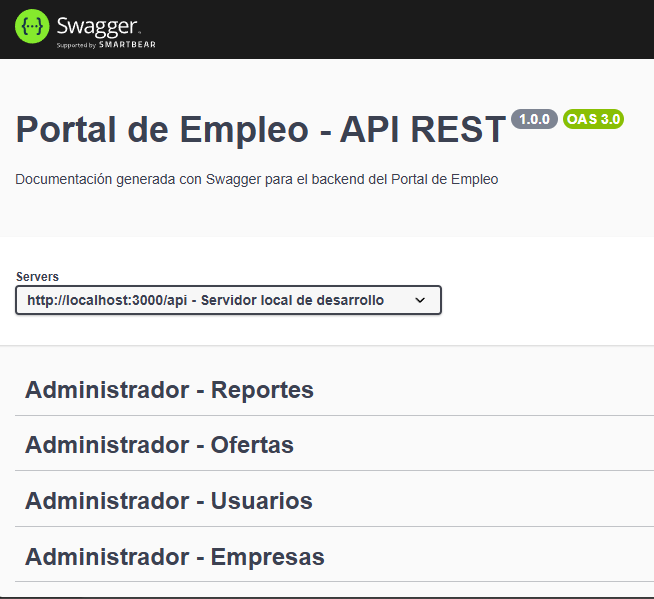 Swagger.
Supported by SMARTBEAR
Portal de Empleo - API REST 1.0.0 OAS 3.0
Documentación generada con Swagger para el backend del Portal de Empleo
Servers
http://localhost:3000/api - Servidor local de desarrollo
Administrador - Reportes
Administrador - Ofertas
Administrador - Usuarios
Administrador - Empresas